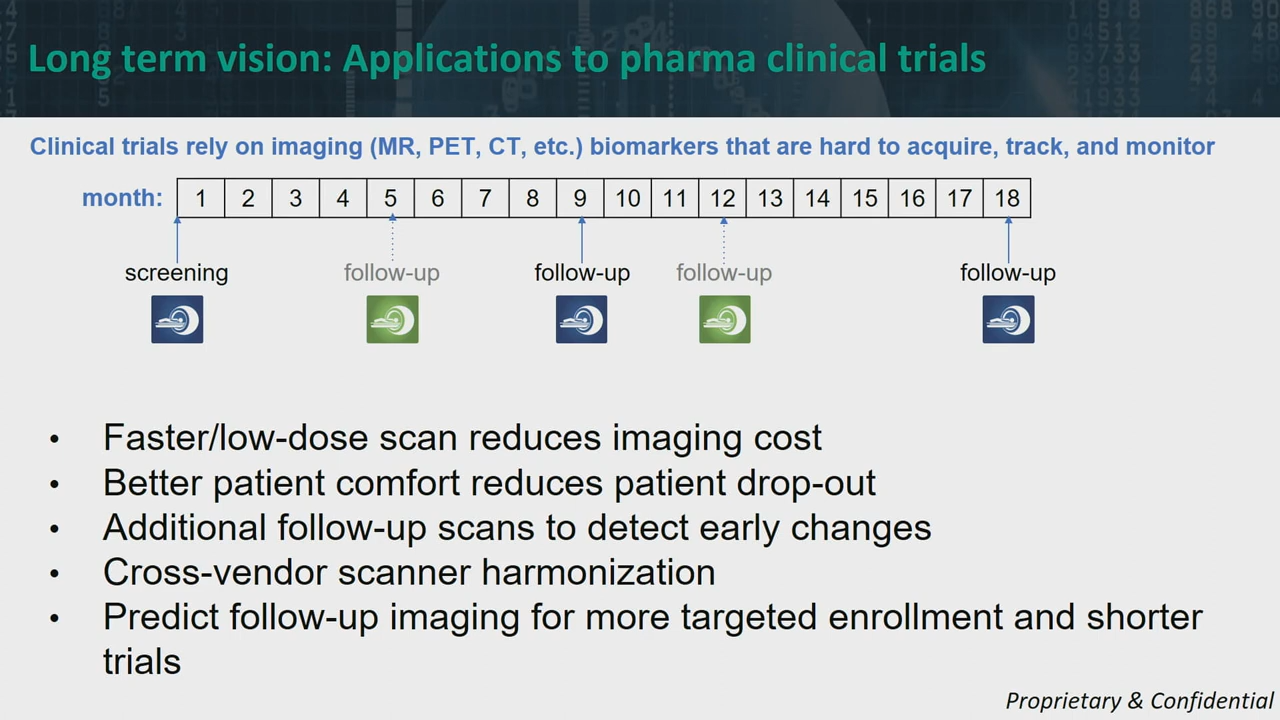 Long term vision: Applications to pharma clinical trials
Clinical trials rely on imaging (MR, PET, CT, etc.) biomarkers that are hard to acquire, track, and monitor
month: 1 2 3 4 5 6 7 8 9 10 11 12 13 14 15 16 17 18
screening follow-up follow-up follow-up follow-up
• Faster/low-dose scan reduces imaging cost
• Better patient comfort reduces patient drop-out
• Additional follow-up scans to detect early changes
• Cross-vendor scanner harmonization
• Predict follow-up imaging for more targeted enrollment and shorter
trials
Proprietary & Confidential